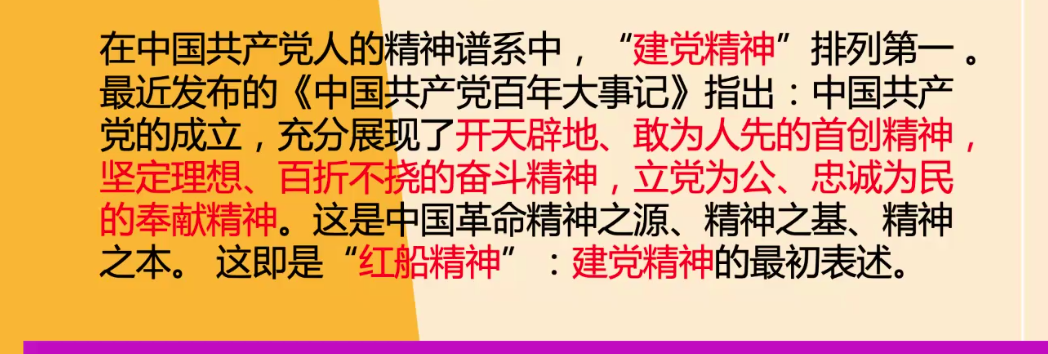 在中国共产党人的精神谱系中，“建党精神”排列第一 。
最近发布的《中国共产党百年大事记》指出：中国共产
党的成立，充分展现了开天辟地、敢为人先的首创精神，
坚定理想、百折不挠的奋斗精神，立党为公、忠诚为民
的奉献精神。这是中国革命精神之源、精神之基、精神
之本。 这即是“红船精神” ：建党精神的最初表述。